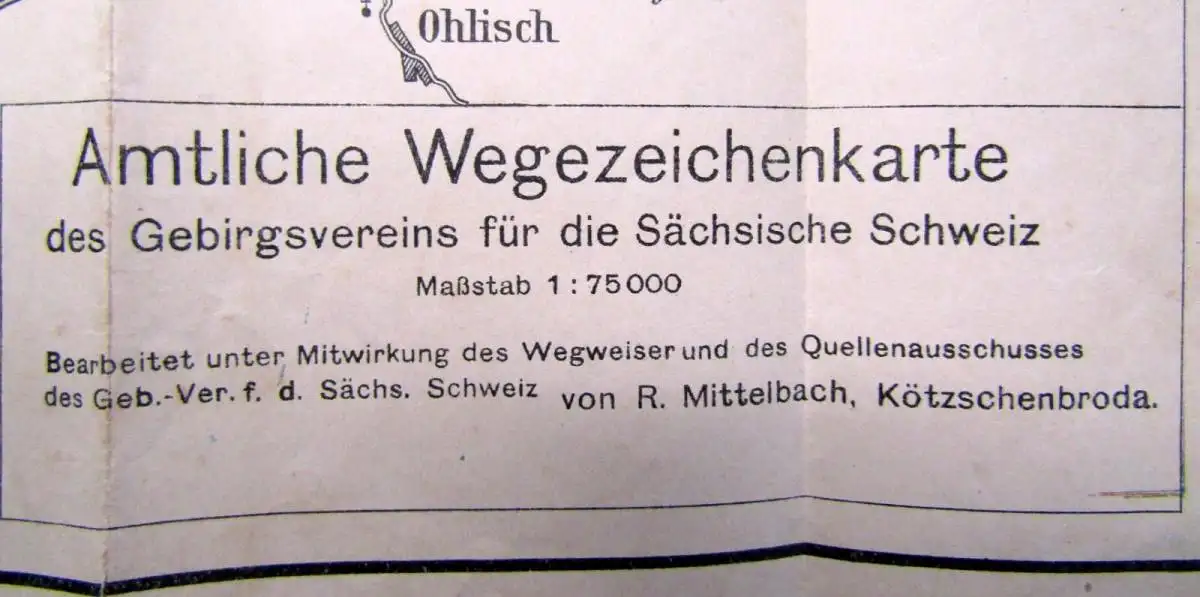 Ohlisch
Amtliche Wegezeichenkarte
des Gebirgsvereins für die Sächsische Schweiz
Maßstab 1 : 75000
Bearbeitet unter Mitwirkung des Wegweiser und des Quellenausschusses
des Geb.-Ver. f. d. Sächs. Schweiz von R. Mittelbach, Kötzschenbroda.